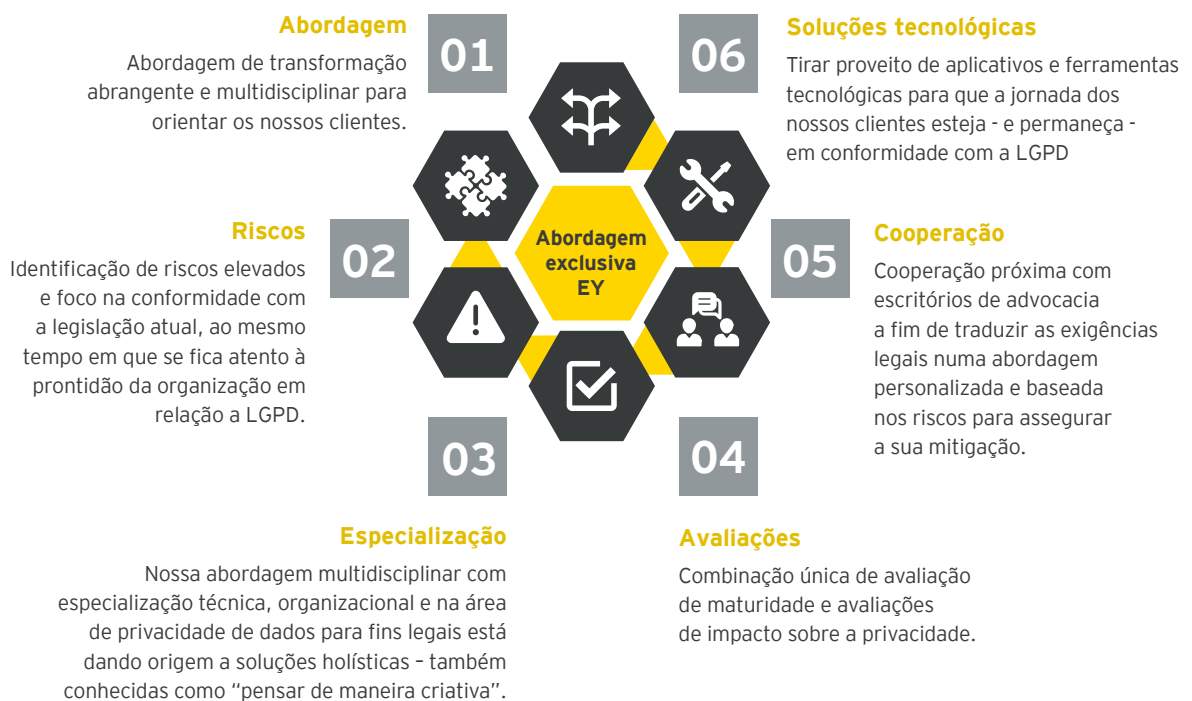 01
Abordagem
Abordagem de transformação
abrangente e multidisciplinar para
orientar os nossos clientes.
02
Riscos
Identificação de riscos elevados
e foco na conformidade com
a legislação atual, ao mesmo
tempo em que se fica atento à
prontidão da organização em
relação a LGPD.
03
Especialização
Nossa abordagem multidisciplinar com
especialização técnica, organizacional e na área
de privacidade de dados para fins legais está
dando origem a soluções holísticas – também
conhecidas como “pensar de maneira criativa”.
Abordagem
exclusiva
EY
04
Avaliações
Combinação única de avaliação
de maturidade e avaliações
de impacto sobre a privacidade.
05
Cooperação
Cooperação próxima com
escritórios de advocacia
a fim de traduzir as exigências
legais numa abordagem
personalizada e baseada
nos riscos para assegurar
a sua mitigação.
06
Soluções tecnológicas
Tirar proveito de aplicativos e ferramentas
tecnológicas para que a jornada dos
nossos clientes esteja - e permaneça -
em conformidade com a LGPD